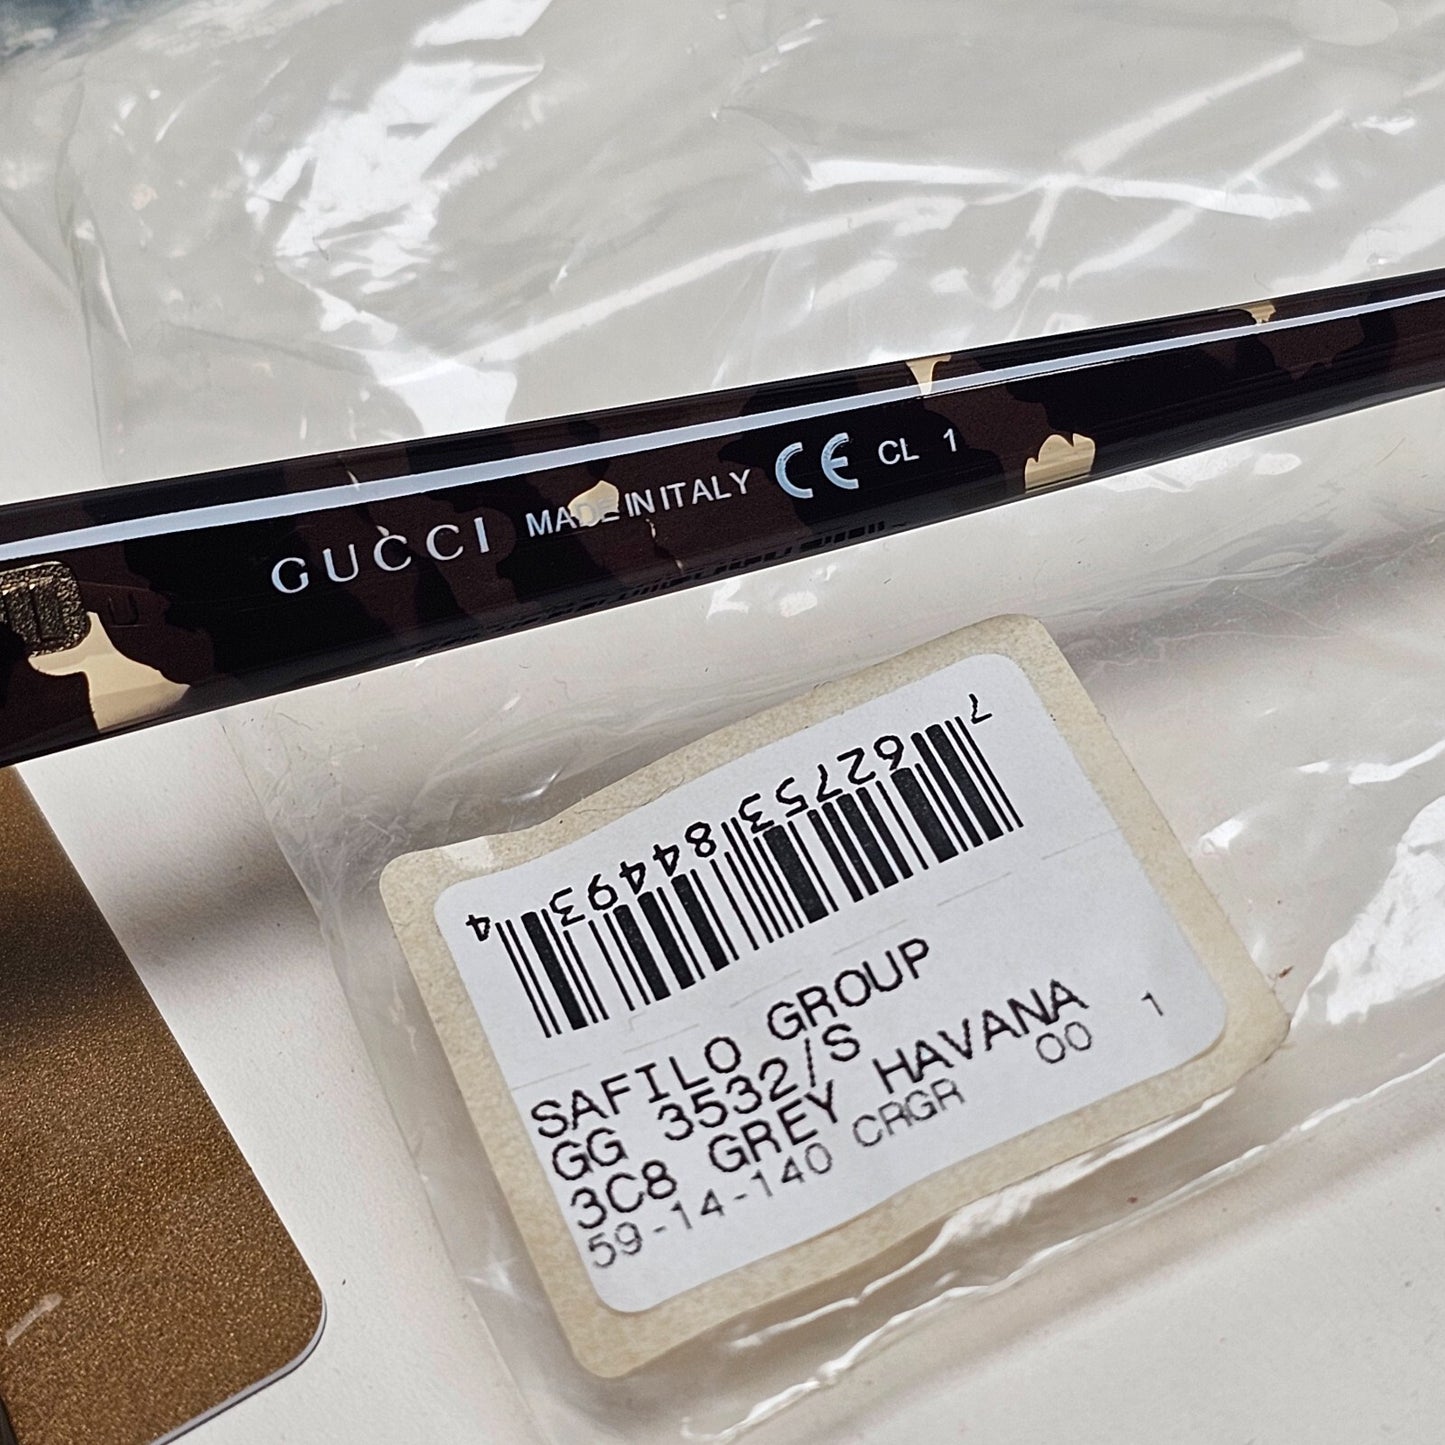 GUCCI MADE IN ITALY CE CL 1
7 627538 44934
SAFILO GROUP
GG 3532/S
3C8 GREY HAVANA
59-14-140 CRGR 00 1